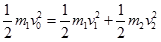 ½m₁v₀² = ½m₁v₁² + ½m₂v₂²